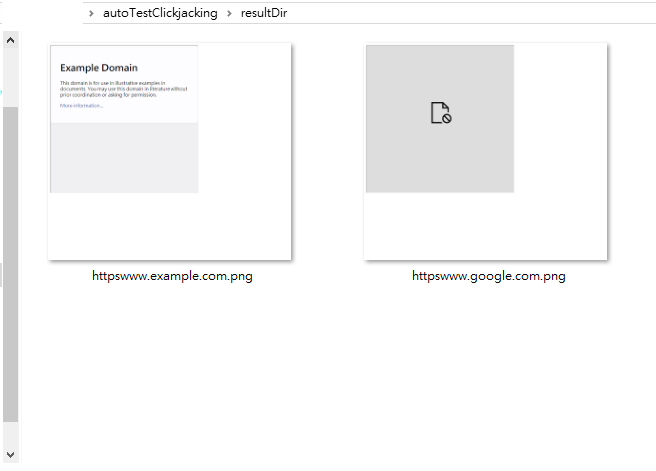 autoTestClickjacking > resultDir
Example Domain
This domain is for use in illustrative examples in
documents. You may use this domain in literature without
prior coordination or asking for permission.
More information...
httpswww.example.com.png
httpswww.google.com.png